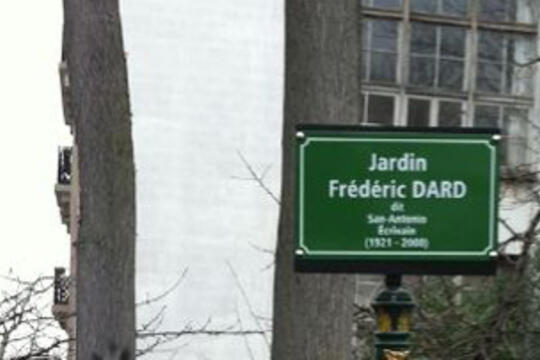 Jardin
Frédéric DARD
dit
San-Antonio
Écrivain
(1921 - 2000)